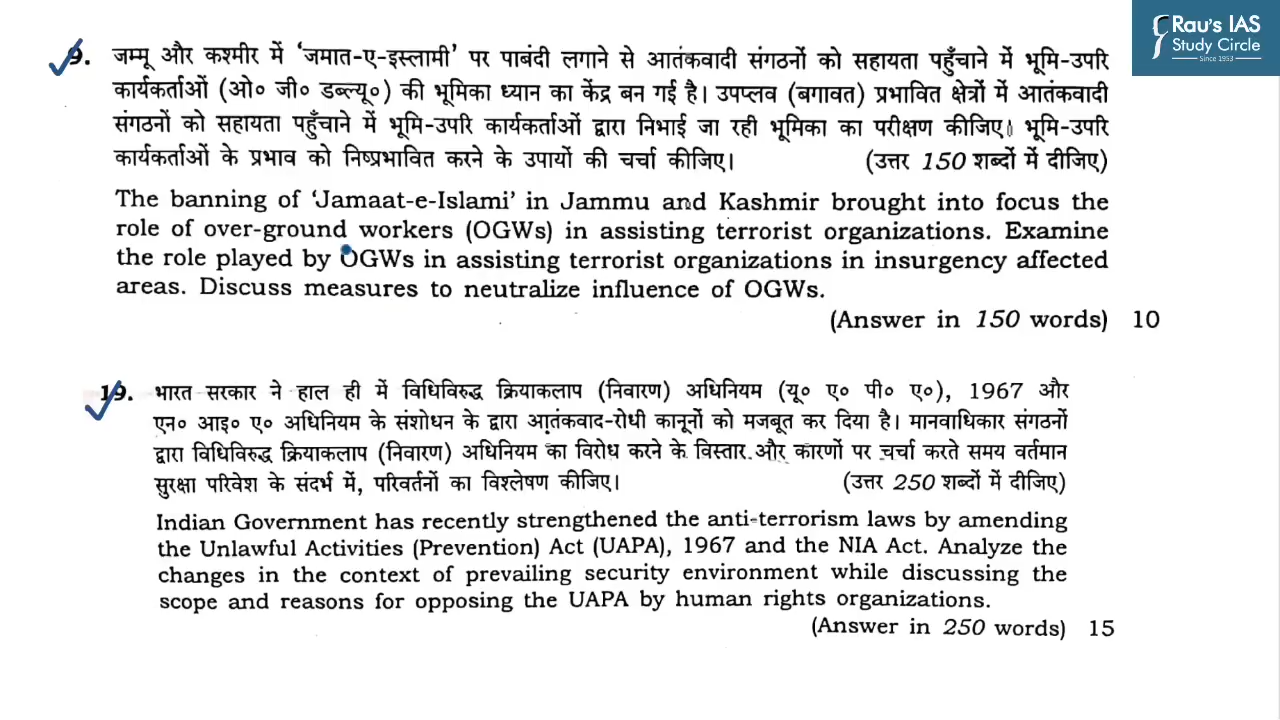 Rau's IAS
Study Circle
Since 1953
9. जम्मू और कश्मीर में 'जमात-ए-इस्लामी' पर पाबंदी लगाने से आतंकवादी संगठनों को सहायता पहुँचाने में भूमि-उपरि
कार्यकर्ताओं (ओ० जी० डब्ल्यू०) की भूमिका ध्यान का केंद्र बन गई है। उपप्लव (बगावत) प्रभावित क्षेत्रों में आतंकवादी
संगठनों को सहायता पहुँचाने में भूमि-उपरि कार्यकर्ताओं द्वारा निभाई जा रही भूमिका का परीक्षण कीजिए। भूमि-उपरि
कार्यकर्ताओं के प्रभाव को निष्प्रभावित करने के उपायों की चर्चा कीजिए। (उत्तर 150 शब्दों में दीजिए)
The banning of 'Jamaat-e-Islami' in Jammu and Kashmir brought into focus the
role of over-ground workers (OGWs) in assisting terrorist organizations. Examine
the role played by OGWs in assisting terrorist organizations in insurgency affected
areas. Discuss measures to neutralize influence of OGWs.
(Answer in 150 words) 10
19. भारत सरकार ने हाल ही में विधिविरुद्ध क्रियाकलाप (निवारण) अधिनियम (यू० ए० पी० ए०), 1967 और
एन० आइ० ए० अधिनियम के संशोधन के द्वारा आतंकवाद-रोधी कानूनों को मजबूत कर दिया है। मानवाधिकार संगठनों
द्वारा विधिविरुद्ध क्रियाकलाप (निवारण) अधिनियम का विरोध करने के विस्तार और कारणों पर चर्चा करते समय वर्तमान
सुरक्षा परिवेश के संदर्भ में, परिवर्तनों का विश्लेषण कीजिए। (उत्तर 250 शब्दों में दीजिए)
Indian Government has recently strengthened the anti-terrorism laws by amending
the Unlawful Activities (Prevention) Act (UAPA), 1967 and the NIA Act. Analyze the
changes in the context of prevailing security environment while discussing the
scope and reasons for opposing the UAPA by human rights organizations.
(Answer in 250 words) 15